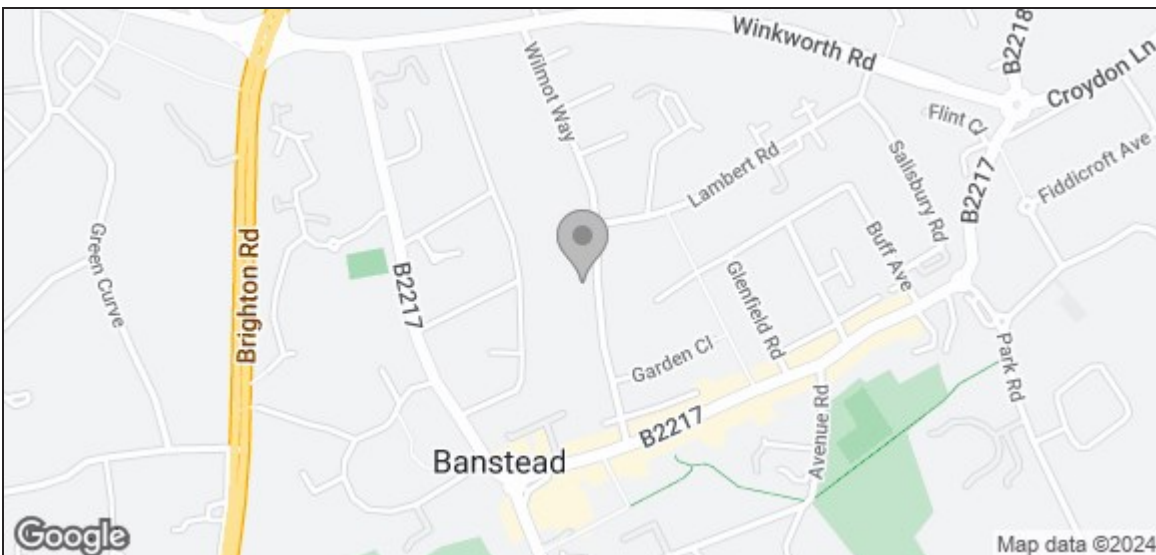 Winkworth Rd
B2218
Croydon Ln
Wilmot Way
Flint Cl
Lambert Rd
Salisbury Rd
B2217
Fiddicroft Ave
Green Curve
Brighton Rd
B2217
Buff Ave
Glenfield Rd
Garden Cl
Park Rd
B2217
Avenue Rd
Banstead
Google
Map data ©2024